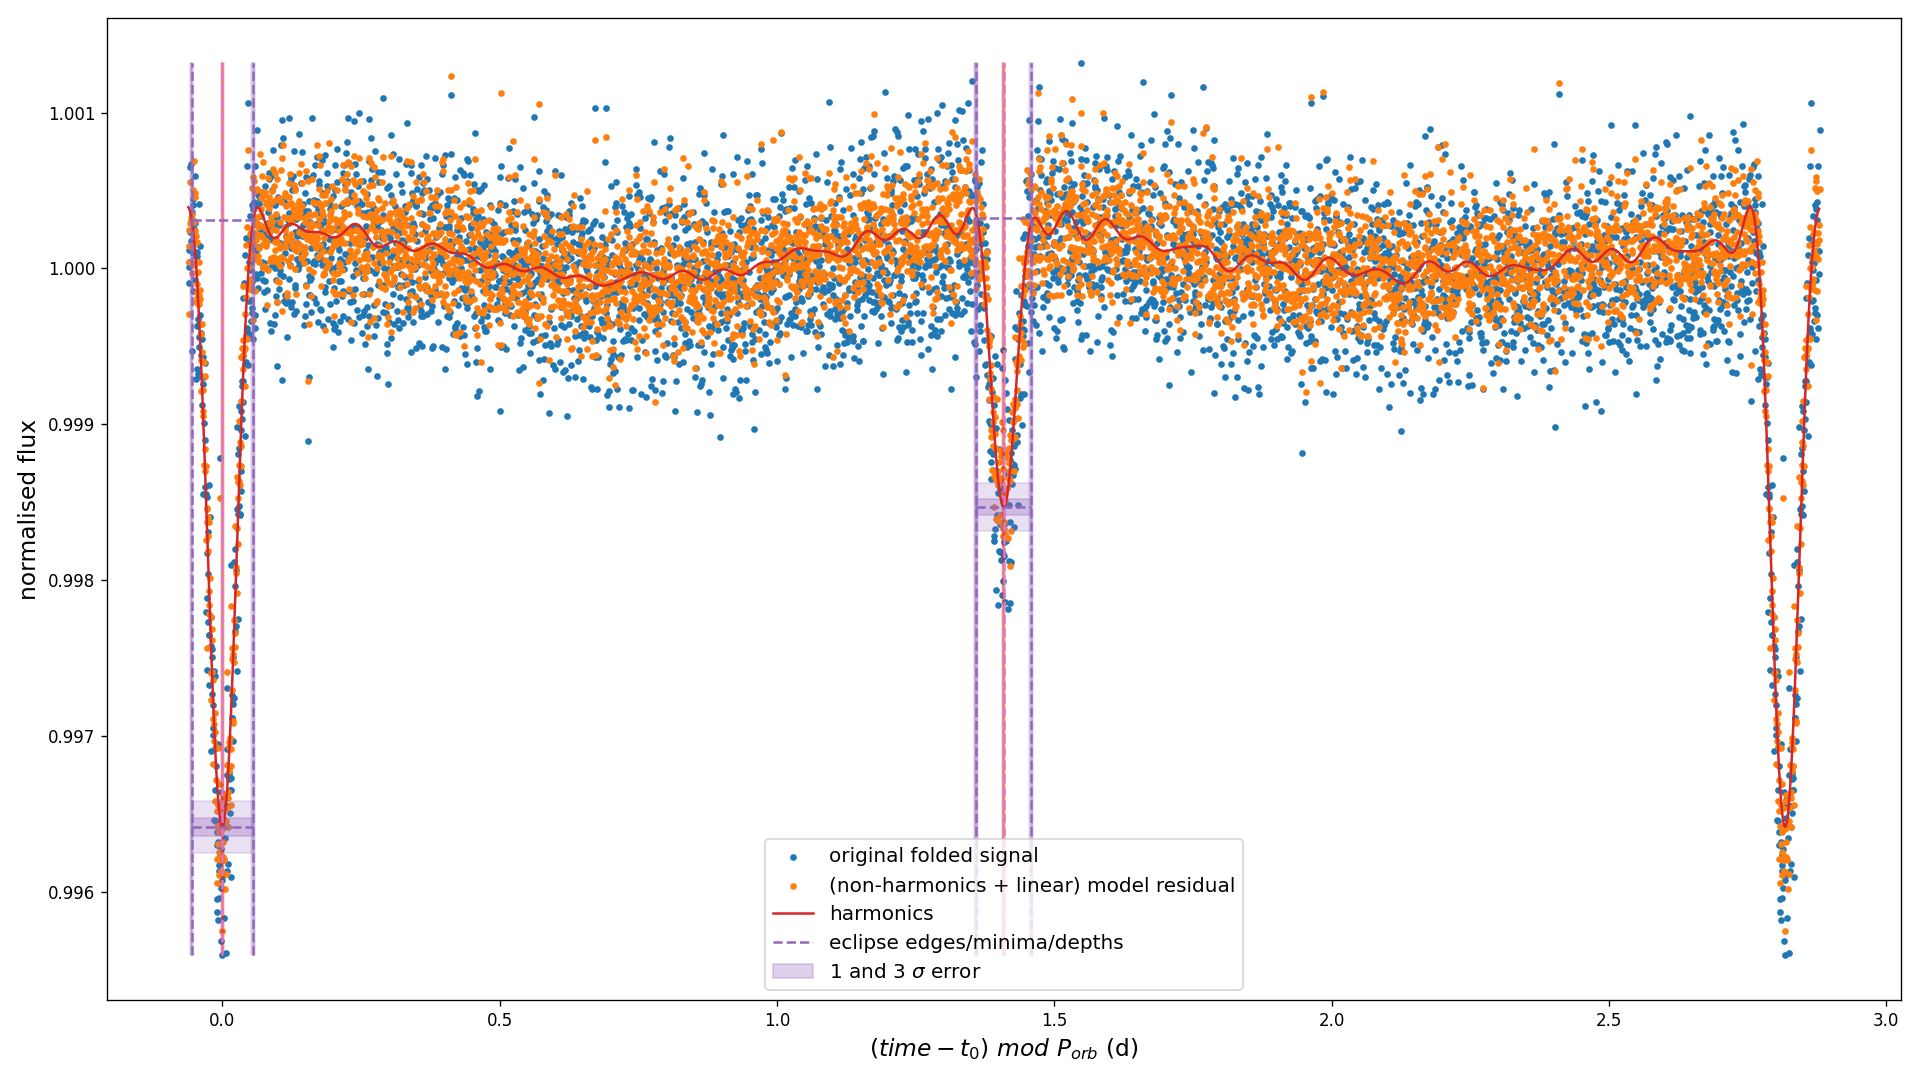 1.001
1.000
0.999
0.998
0.997
0.996
normalised flux
original folded signal
(non-harmonics + linear) model residual
harmonics
eclipse edges/minima/depths
1 and 3 σ error
0.0 0.5 1.0 1.5 2.0 2.5 3.0
(time − t₀) mod Pₒᵣb (d)